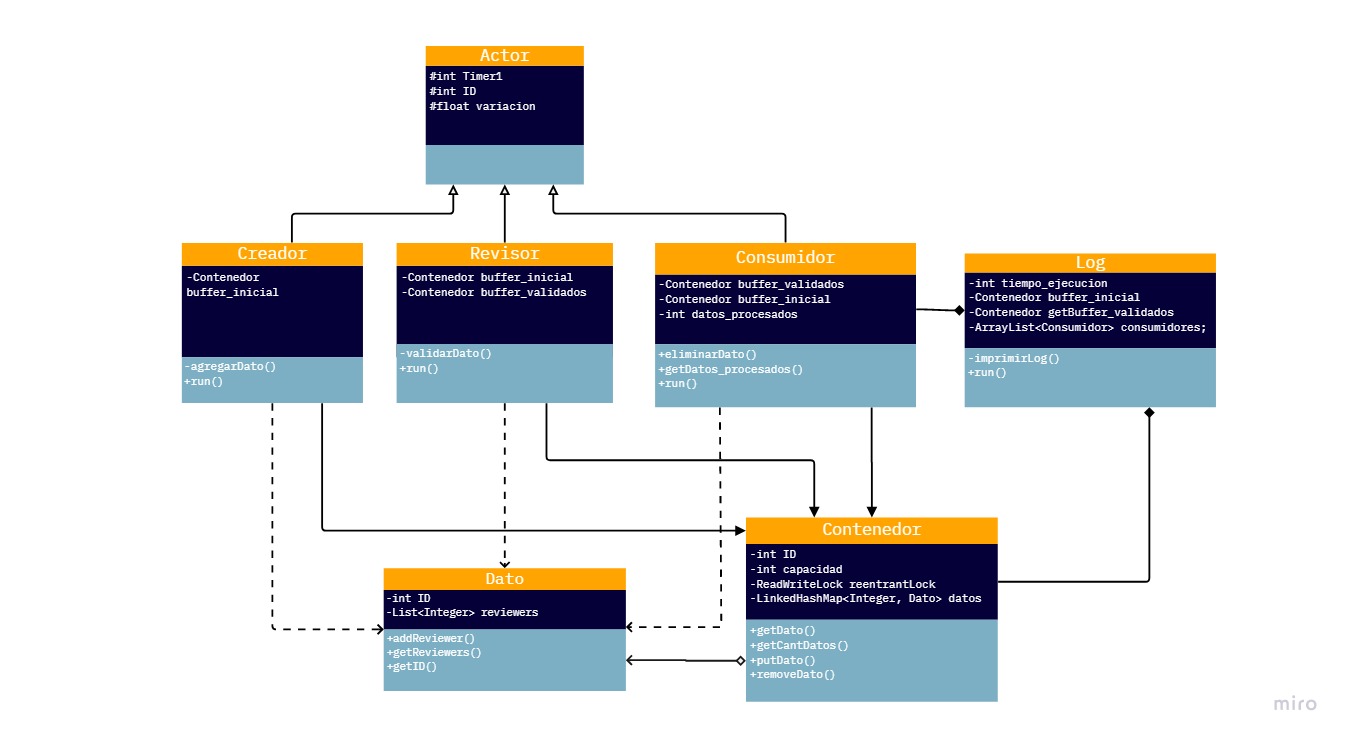 Actor
#int Timer1
#int ID
#float variacion
Creador
-Contenedor
buffer_inicial
-agregarDato()
+run()
Revisor
-Contenedor buffer_inicial
-Contenedor buffer_validados
-validarDato()
+run()
Consumidor
-Contenedor buffer_validados
-Contenedor buffer_inicial
-int datos_procesados
+eliminarDato()
+getDatos_procesados()
+run()
Log
-int tiempo_ejecucion
-Contenedor buffer_inicial
-Contenedor getBuffer_validados
-ArrayList<Consumidor> consumidores;
-imprimirLog()
+run()
Dato
-int ID
-List<Integer> reviewers
+addReviewer()
+getReviewers()
+getID()
Contenedor
-int ID
-int capacidad
-ReadWriteLock reentrantLock
-LinkedHashMap<Integer, Dato> datos
+getDato()
+getCantDatos()
+putDato()
+removeDato()
miro